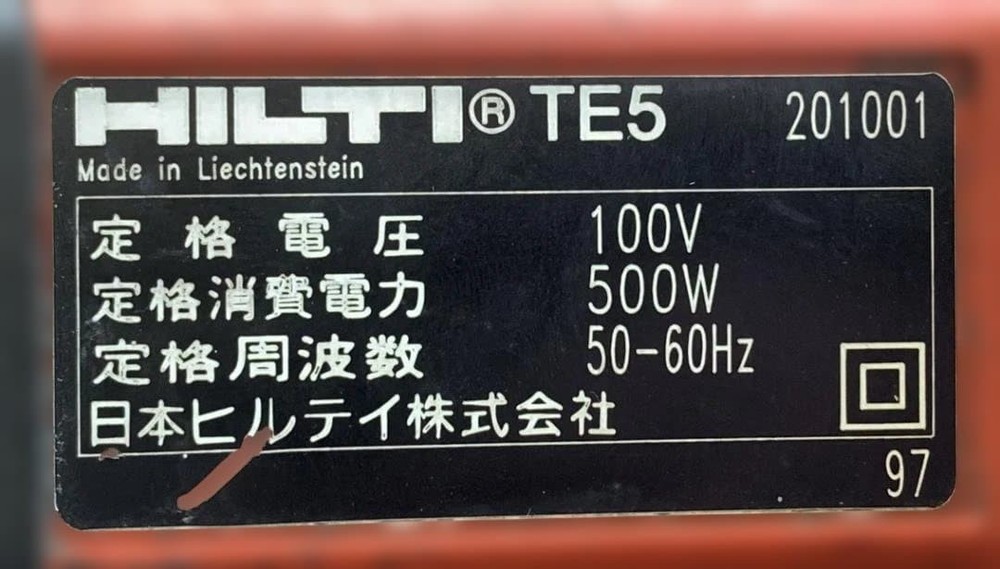 HILTI® TE5 201001
Made in Liechtenstein
定格電圧 100V
定格消費電力 500W
定格周波数 50-60Hz
日本ヒルティ株式会社
97